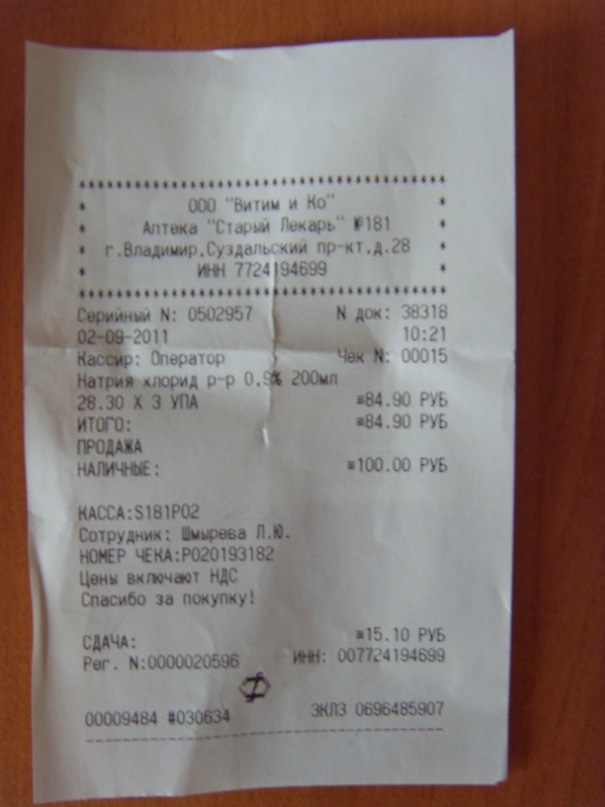 ***********************************
* ООО "Витим и Ко" *
* Аптека "Старый Лекарь" №181 *
* г.Владимир,Суздальский пр-кт,д.28 *
* ИНН 7724194699 *
***********************************
Серийный N: 0502957 N док: 38318
02-09-2011 10:21
Кассир: Оператор Чек N: 00015
Натрия хлорид р-р 0.9% 200мл
28.30 X 3 УПА ≡84.90 РУБ
ИТОГО: ≡84.90 РУБ
ПРОДАЖА
НАЛИЧНЫЕ: ≡100.00 РУБ
КАССА:S181P02
Сотрудник: Шмырева Л.Ю.
НОМЕР ЧЕКА:P020193182
Цены включают НДС
Спасибо за покупку!
СДАЧА: ≡15.10 РУБ
Рег. N:0000020596 ИНН: 007724194699
00009484 #030634 ЭКЛЗ 0696485907